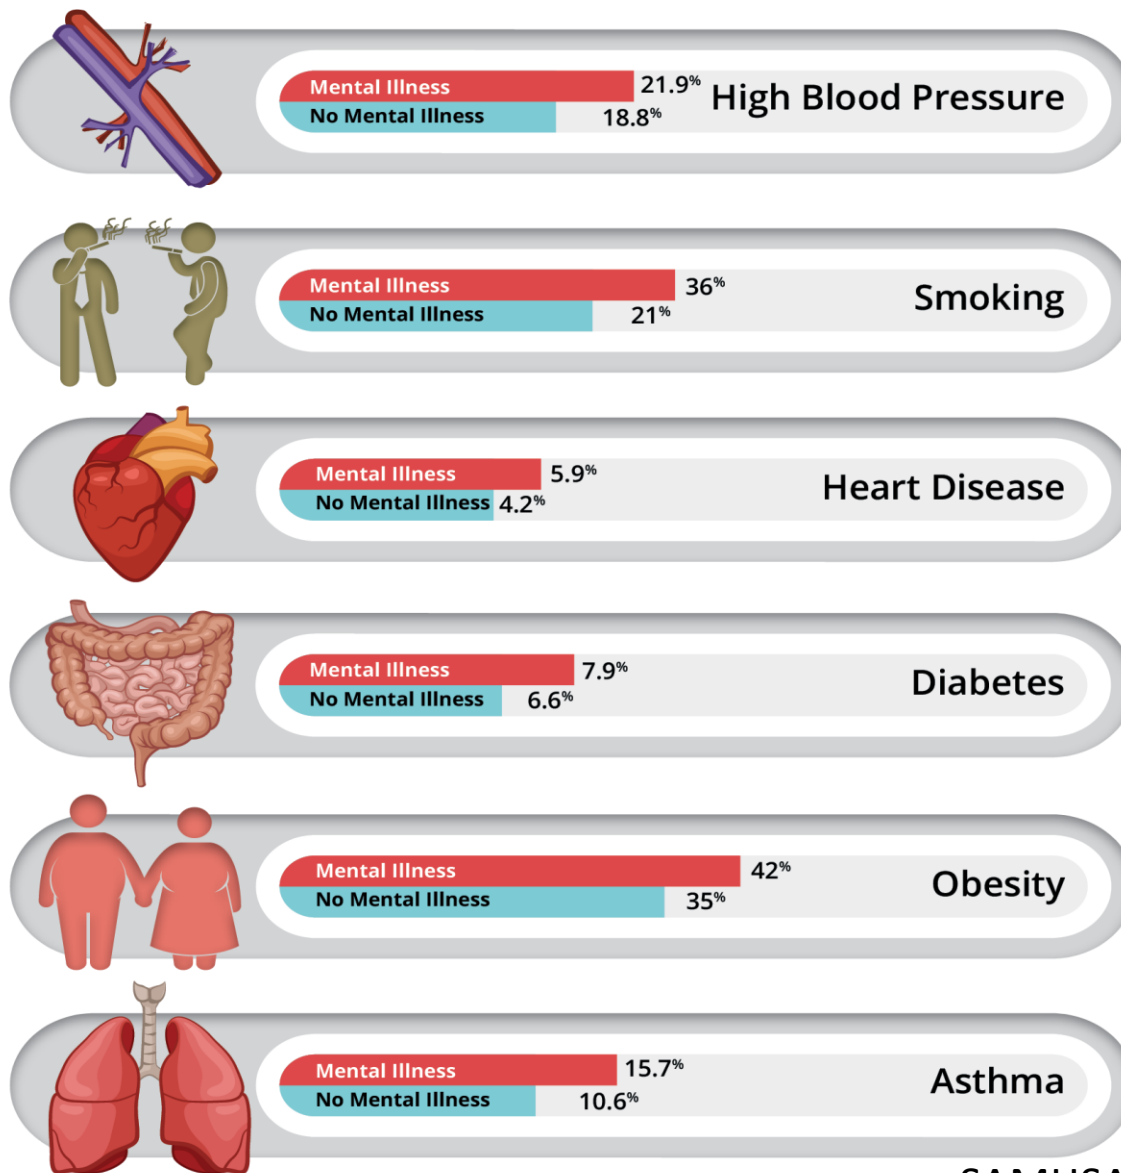 Mental Illness 21.9% High Blood Pressure
No Mental Illness 18.8%
Mental Illness 36% Smoking
No Mental Illness 21%
Mental Illness 5.9% Heart Disease
No Mental Illness 4.2%
Mental Illness 7.9% Diabetes
No Mental Illness 6.6%
Mental Illness 42% Obesity
No Mental Illness 35%
Mental Illness 15.7% Asthma
No Mental Illness 10.6%